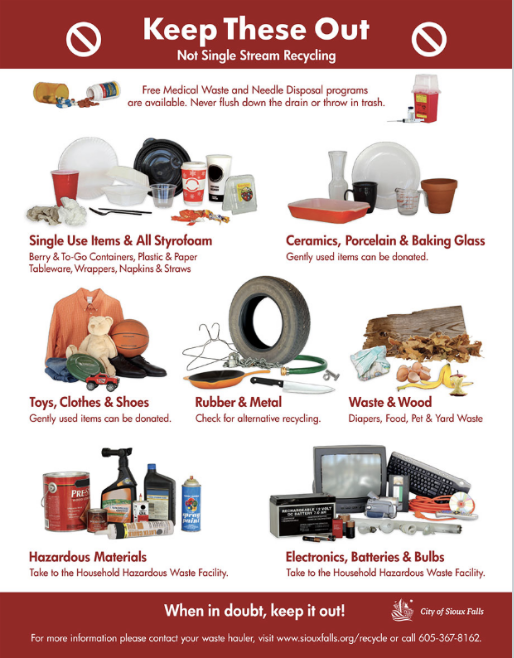 Keep These Out
Not Single Stream Recycling
Free Medical Waste and Needle Disposal programs
are available. Never flush down the drain or throw in trash.
Single Use Items & All Styrofoam
Berry & To-Go Containers, Plastic & Paper
Tableware, Wrappers, Napkins & Straws
Ceramics, Porcelain & Baking Glass
Gently used items can be donated.
Toys, Clothes & Shoes
Gently used items can be donated.
Rubber & Metal
Check for alternative recycling.
Waste & Wood
Diapers, Food, Pet & Yard Waste
spray
paint
RECHARGEABLE 12 VOLT
Hazardous Materials
Take to the Household Hazardous Waste Facility.
Electronics, Batteries & Bulbs
Take to the Household Hazardous Waste Facility.
When in doubt, keep it out!
City of Sioux Falls
For more information please contact your waste hauler, visit www.siouxfalls.org/recycle or call 605-367-8162.